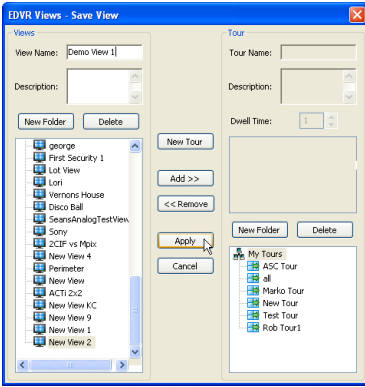 EDVR Views - Save View
Views
View Name: Demo View 1
Description:
New Folder Delete
george
First Security 1
Lot View
Lori
Vernons House
Disco Ball
SeansAnalogTestView
Sony
2CIF vs Mpix
New View 4
Perimeter
New View
ACTi 2x2
New View KC
New View 9
New View 1
New View 2
New Tour
Add >>
<< Remove
Apply
Cancel
Tour
Tour Name:
Description:
Dwell Time: 1
New Folder Delete
My Tours
ASC Tour
all
Marko Tour
New Tour
Test Tour
Rob Tour1